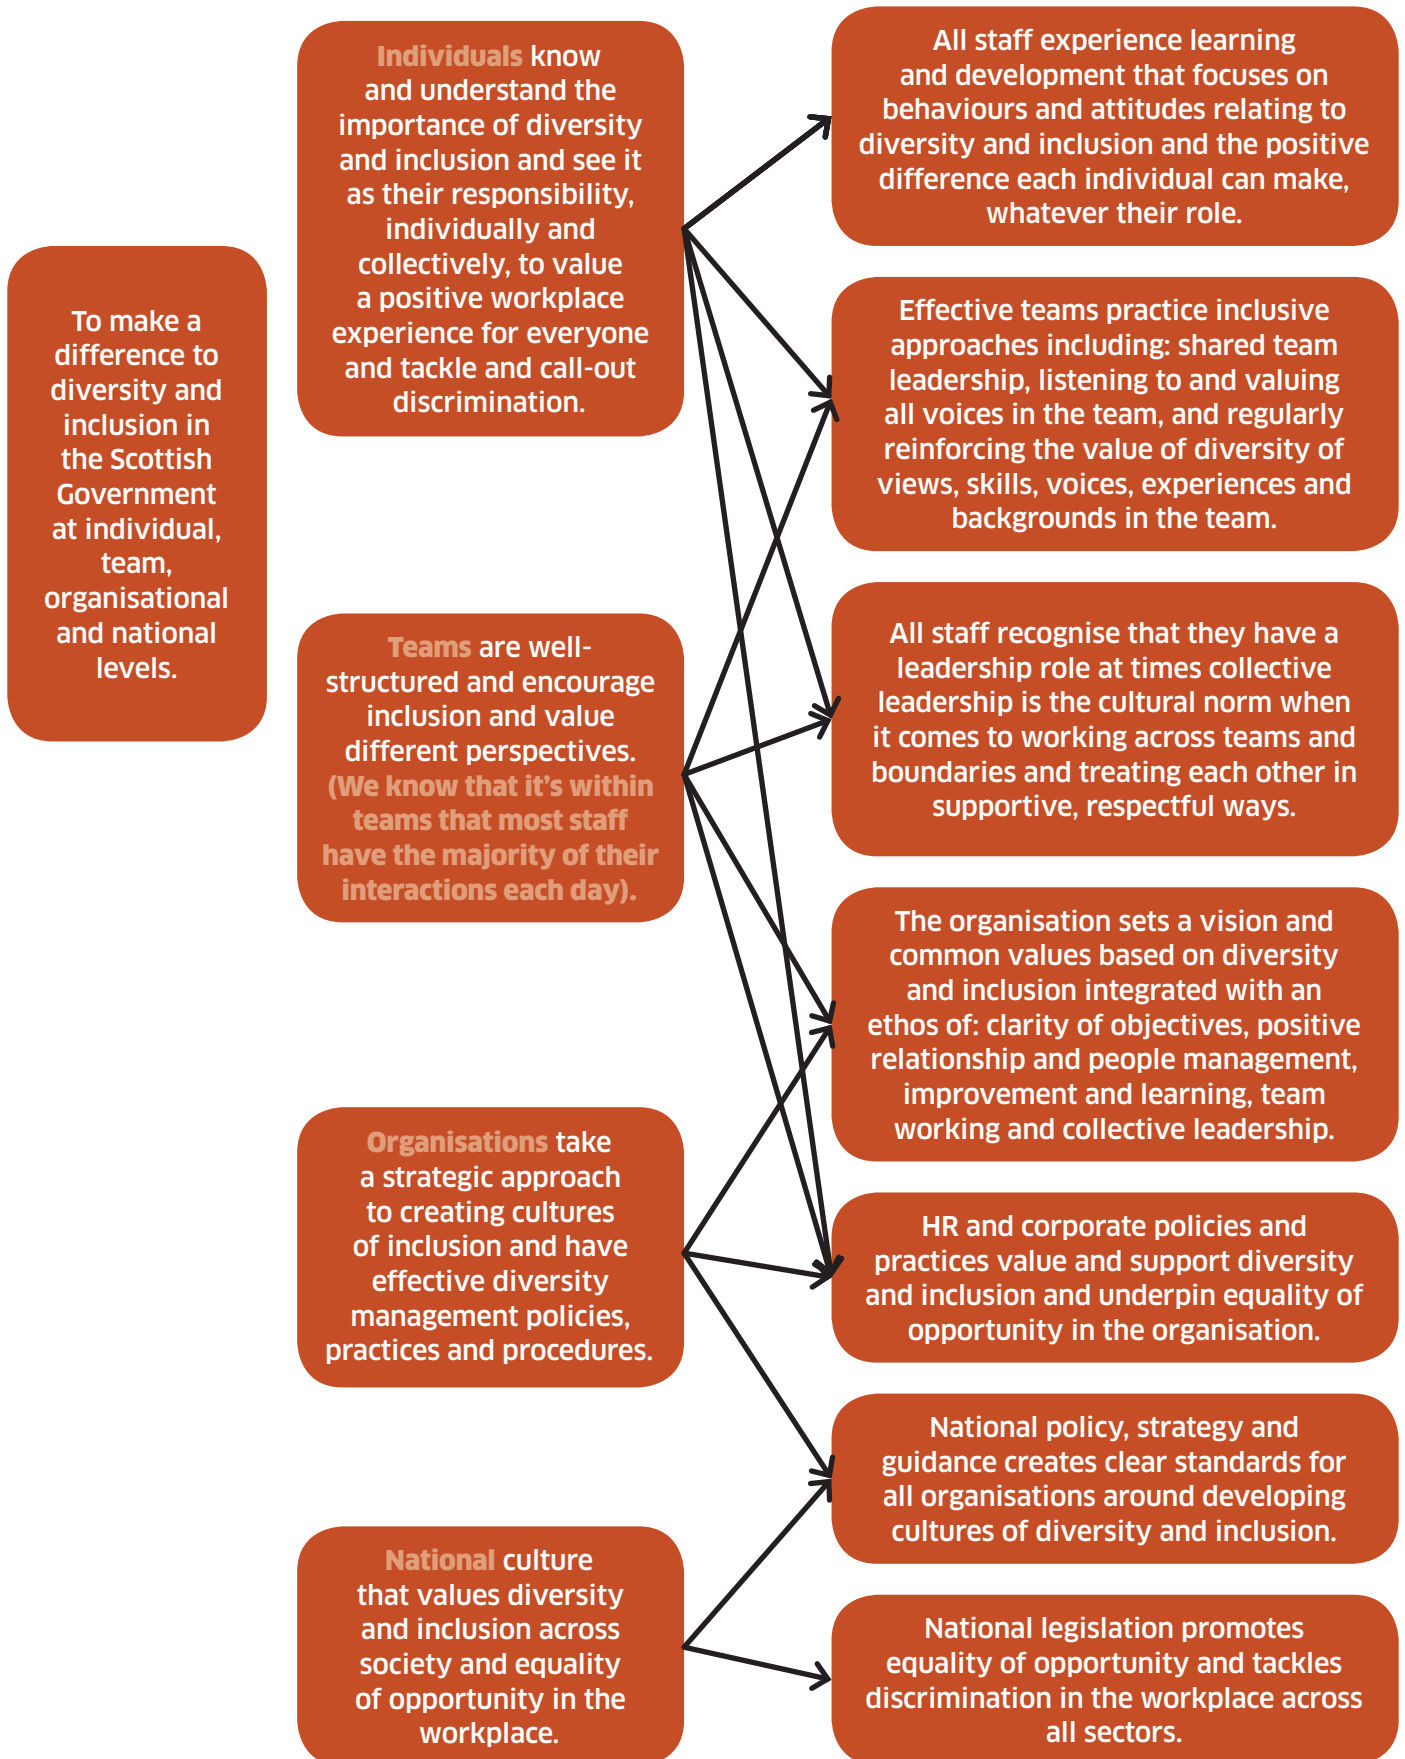 To make a
difference to
diversity and
inclusion in
the Scottish
Government
at individual,
team,
organisational
and national
levels.
Individuals know
and understand the
importance of diversity
and inclusion and see it
as their responsibility,
individually and
collectively, to value
a positive workplace
experience for everyone
and tackle and call-out
discrimination.
Teams are well-
structured and encourage
inclusion and value
different perspectives.
(We know that it's within
teams that most staff
have the majority of their
interactions each day).
Organisations take
a strategic approach
to creating cultures
of inclusion and have
effective diversity
management policies,
practices and procedures.
National culture
that values diversity
and inclusion across
society and equality
of opportunity in the
workplace.
All staff experience learning
and development that focuses on
behaviours and attitudes relating to
diversity and inclusion and the positive
difference each individual can make,
whatever their role.
Effective teams practice inclusive
approaches including: shared team
leadership, listening to and valuing
all voices in the team, and regularly
reinforcing the value of diversity of
views, skills, voices, experiences and
backgrounds in the team.
All staff recognise that they have a
leadership role at times collective
leadership is the cultural norm when
it comes to working across teams and
boundaries and treating each other in
supportive, respectful ways.
The organisation sets a vision and
common values based on diversity
and inclusion integrated with an
ethos of: clarity of objectives, positive
relationship and people management,
improvement and learning, team
working and collective leadership.
HR and corporate policies and
practices value and support diversity
and inclusion and underpin equality of
opportunity in the organisation.
National policy, strategy and
guidance creates clear standards for
all organisations around developing
cultures of diversity and inclusion.
National legislation promotes
equality of opportunity and tackles
discrimination in the workplace across
all sectors.